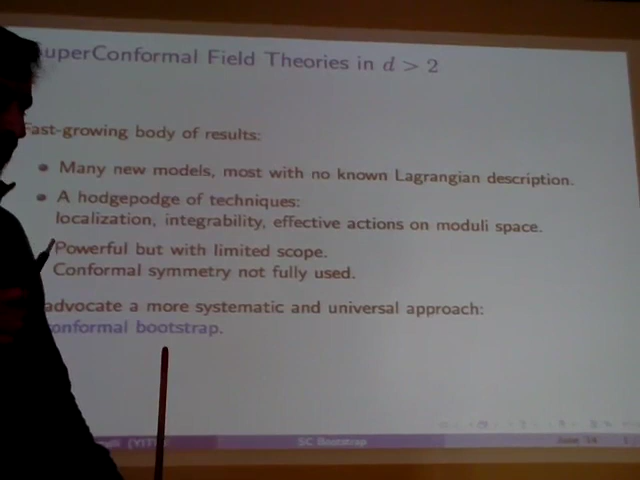 uperConformal Field Theories in d > 2
Fast-growing body of results:
Many new models, most with no known Lagrangian description.
A hodgepodge of techniques:
localization, integrability, effective actions on moduli space.
Powerful but with limited scope.
Conformal symmetry not fully used.
advocate a more systematic and universal approach:
onformal bootstrap.
SC Bootstrap